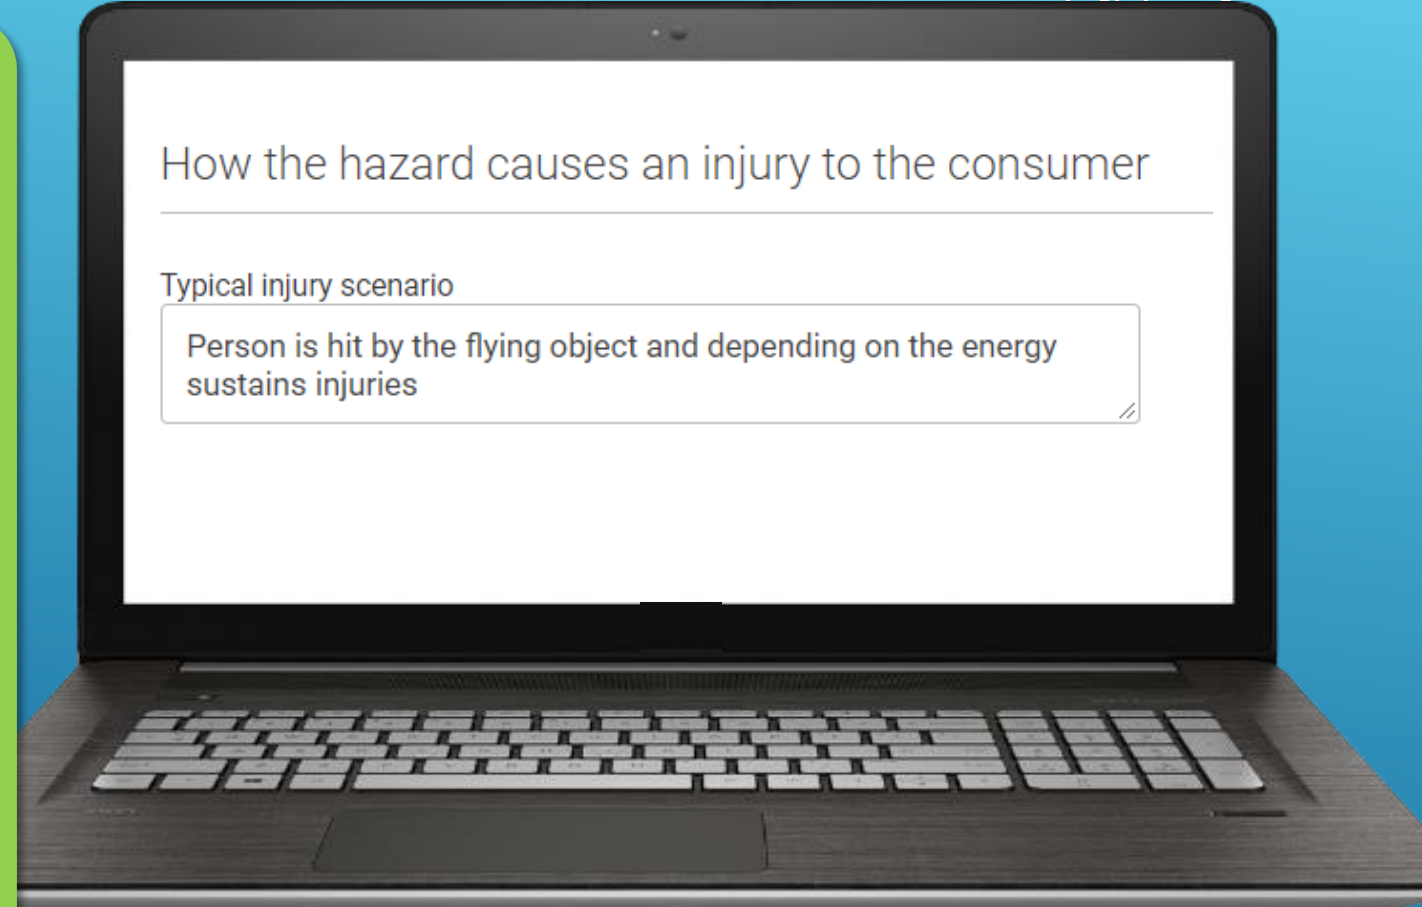 How the hazard causes an injury to the consumer
Typical injury scenario
Person is hit by the flying object and depending on the energy
sustains injuries